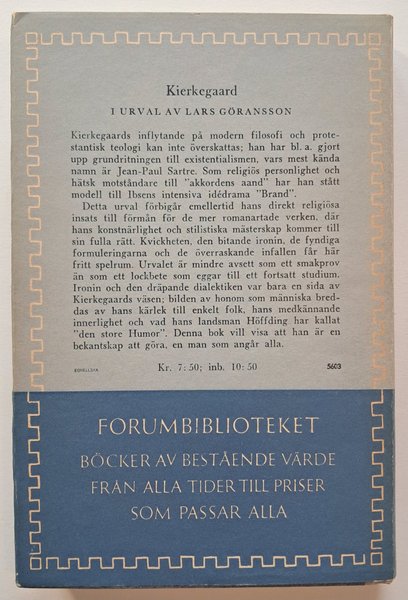 Kierkegaard
I URVAL AV LARS GÖRANSSON
Kierkegaards inflytande på modern filosofi och prote-
stantisk teologi kan inte överskattas; han har bl. a. gjort
upp grundritningen till existentialismen, vars mest kända
namn är Jean-Paul Sartre. Som religiös personlighet och
hätsk motståndare till "akkordens aand" har han stått
modell till Ibsens intensiva idédrama "Brand".
Detta urval förbigår emellertid hans direkt religiösa
insats till förmån för de mer romanartade verken, där
hans konstnärlighet och stilistiska mästerskap kommer till
sin fulla rätt. Kvickheten, den bitande ironin, de fyndiga
formuleringarna och de överraskande infallen får här
fritt spelrum. Urvalet är mindre avsett som ett smakprov
än som ett lockbete som eggar till ett fortsatt studium.
Ironin och den dräpande dialektiken var bara en sida av
Kierkegaards väsen; bilden av honom som människa bred-
das av hans kärlek till enkelt folk, hans medkännande
innerlighet och vad hans landsman Höffding har kallat
"den store Humor". Denna bok vill visa att han är en
bekantskap att göra, en man som angår alla.
Kr. 7:50; inb. 10:50
5603
FORUMBIBLIOTEKET
BÖCKER AV BESTÅENDE VÄRDE
FRÅN ALLA TIDER TILL PRISER
SOM PASSAR ALLA